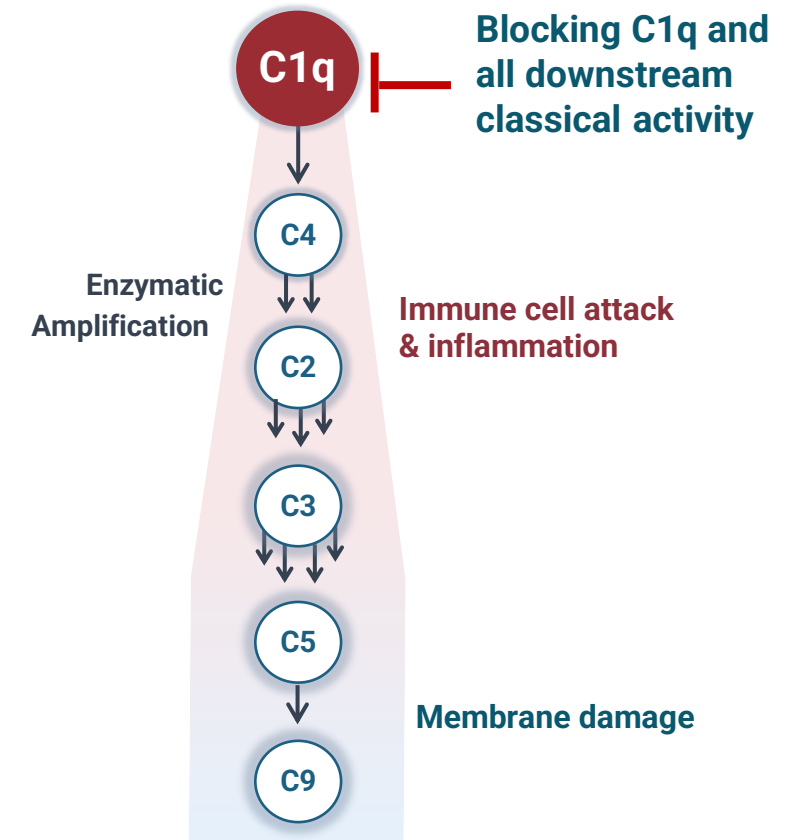 C1q
Blocking C1q and
all downstream
classical activity
C4
Enzymatic
Amplification
Immune cell attack
& inflammation
C2
C3
C5
Membrane damage
C9